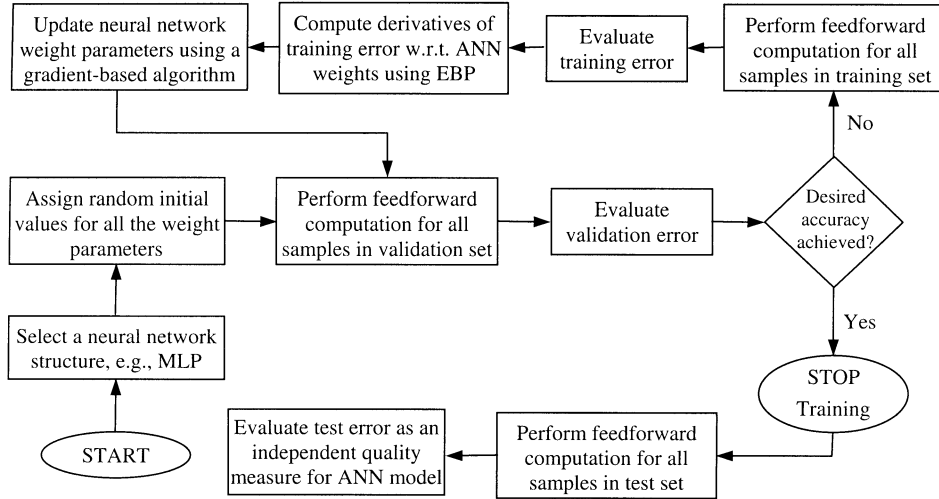 Update neural network
weight parameters using a
gradient-based algorithm
Compute derivatives of
training error w.r.t. ANN
weights using EBP
Evaluate
training error
Perform feedforward
computation for all
samples in training set
No
Assign random initial
values for all the weight
parameters
Perform feedforward
computation for all
samples in validation set
Evaluate
validation error
Desired
accuracy
achieved?
Yes
Select a neural network
structure, e.g., MLP
STOP
Training
START
Evaluate test error as an
independent quality
measure for ANN model
Perform feedforward
computation for all
samples in test set